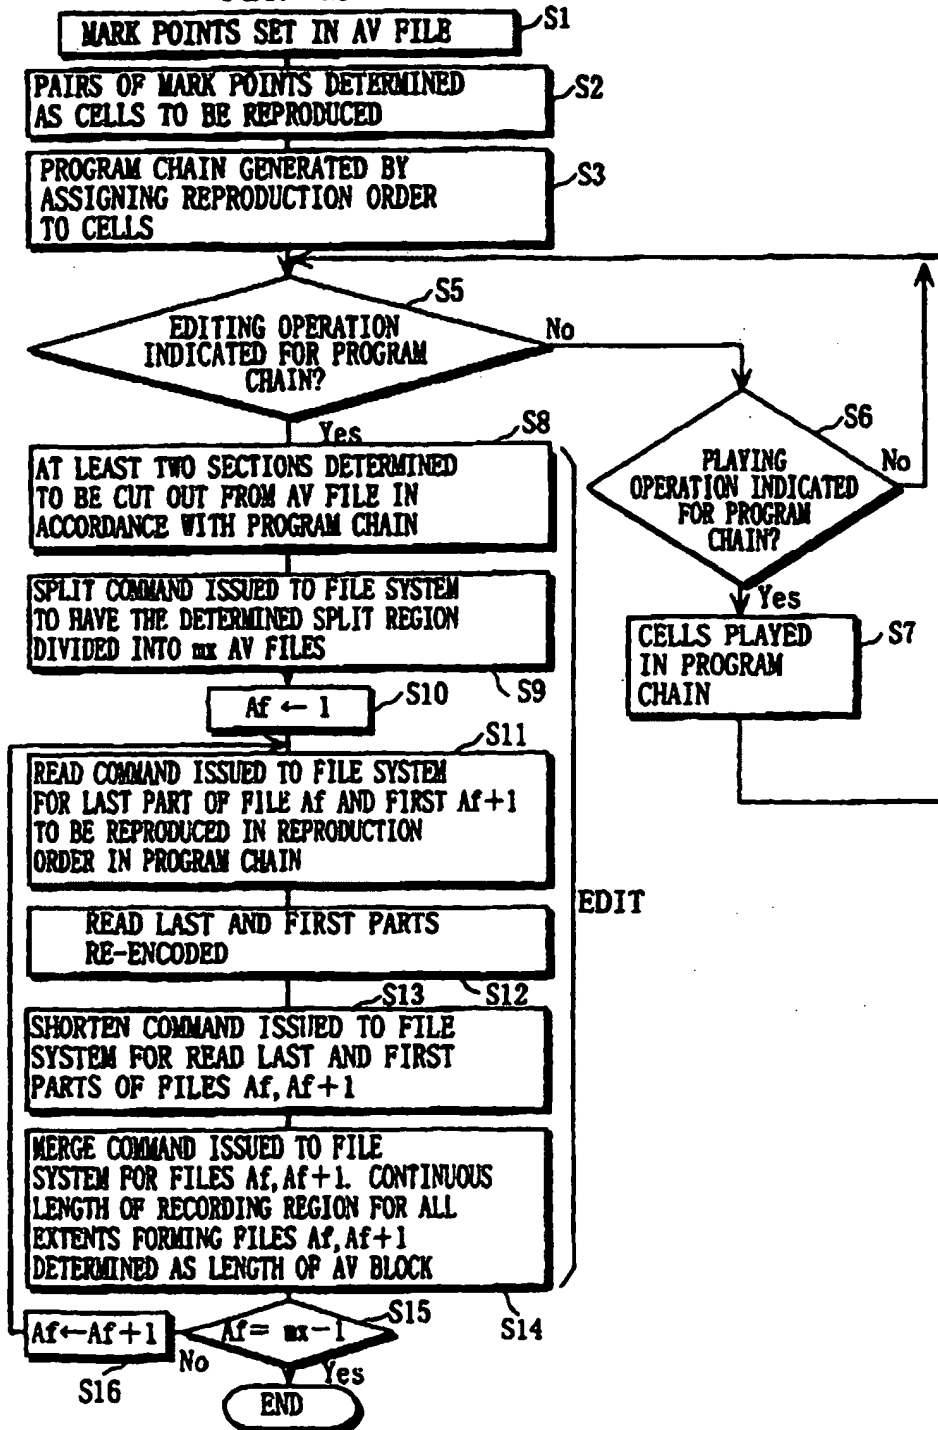 MARK POINTS SET IN AV FILE
S1
PAIRS OF MARK POINTS DETERMINED
AS CELLS TO BE REPRODUCED
S2
PROGRAM CHAIN GENERATED BY
ASSIGNING REPRODUCTION ORDER
TO CELLS
S3
S5
EDITING OPERATION
INDICATED FOR PROGRAM
CHAIN?
No
Yes
S6
PLAYING
OPERATION INDICATED
FOR PROGRAM
CHAIN?
No
Yes
CELLS PLAYED
IN PROGRAM
CHAIN
S7
S8
AT LEAST TWO SECTIONS DETERMINED
TO BE CUT OUT FROM AV FILE IN
ACCORDANCE WITH PROGRAM CHAIN
SPLIT COMMAND ISSUED TO FILE SYSTEM
TO HAVE THE DETERMINED SPLIT REGION
DIVIDED INTO mx AV FILES
S9
Af ← 1
S10
S11
READ COMMAND ISSUED TO FILE SYSTEM
FOR LAST PART OF FILE Af AND FIRST Af+1
TO BE REPRODUCED IN REPRODUCTION
ORDER IN PROGRAM CHAIN
EDIT
READ LAST AND FIRST PARTS
RE-ENCODED
S12
S13
SHORTEN COMMAND ISSUED TO FILE
SYSTEM FOR READ LAST AND FIRST
PARTS OF FILES Af, Af+1
MERGE COMMAND ISSUED TO FILE
SYSTEM FOR FILES Af, Af+1. CONTINUOUS
LENGTH OF RECORDING REGION FOR ALL
EXTENTS FORMING FILES Af, Af+1
DETERMINED AS LENGTH OF AV BLOCK
S14
Af= mx-1
S15
No
Yes
Af←Af+1
S16
END